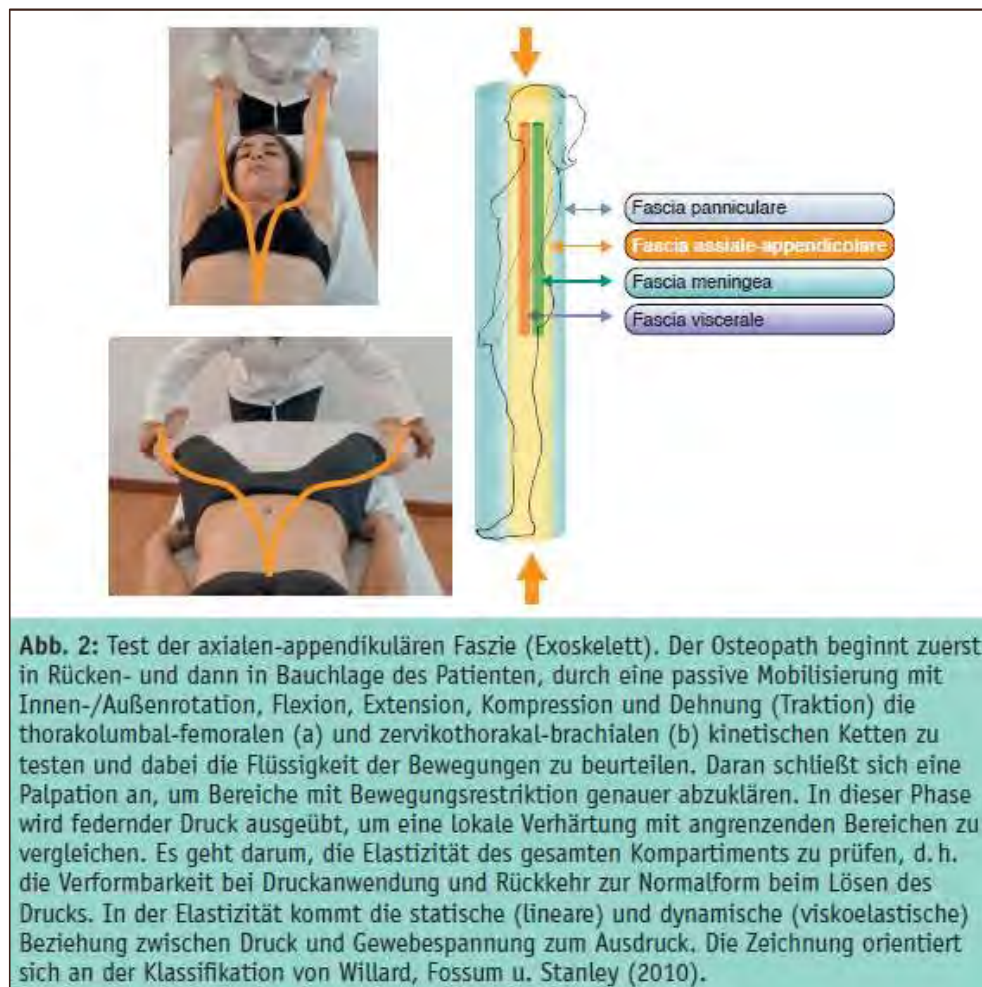 Fascia panniculare
Fascia assiale-appendicolare
Fascia meningea
Fascia viscerale
Abb. 2: Test der axialen-appendikulären Faszie (Exoskelett). Der Osteopath beginnt zuerst
in Rücken- und dann in Bauchlage des Patienten, durch eine passive Mobilisierung mit
Innen-/Außenrotation, Flexion, Extension, Kompression und Dehnung (Traktion) die
thorakolumbal-femoralen (a) und zervikothorakal-brachialen (b) kinetischen Ketten zu
testen und dabei die Flüssigkeit der Bewegungen zu beurteilen. Daran schließt sich eine
Palpation an, um Bereiche mit Bewegungsrestriktion genauer abzuklären. In dieser Phase
wird federnder Druck ausgeübt, um eine lokale Verhärtung mit angrenzenden Bereichen zu
vergleichen. Es geht darum, die Elastizität des gesamten Kompartiments zu prüfen, d. h.
die Verformbarkeit bei Druckanwendung und Rückkehr zur Normalform beim Lösen des
Drucks. In der Elastizität kommt die statische (lineare) und dynamische (viskoelastische)
Beziehung zwischen Druck und Gewebespannung zum Ausdruck. Die Zeichnung orientiert
sich an der Klassifikation von Willard, Fossum u. Stanley (2010).